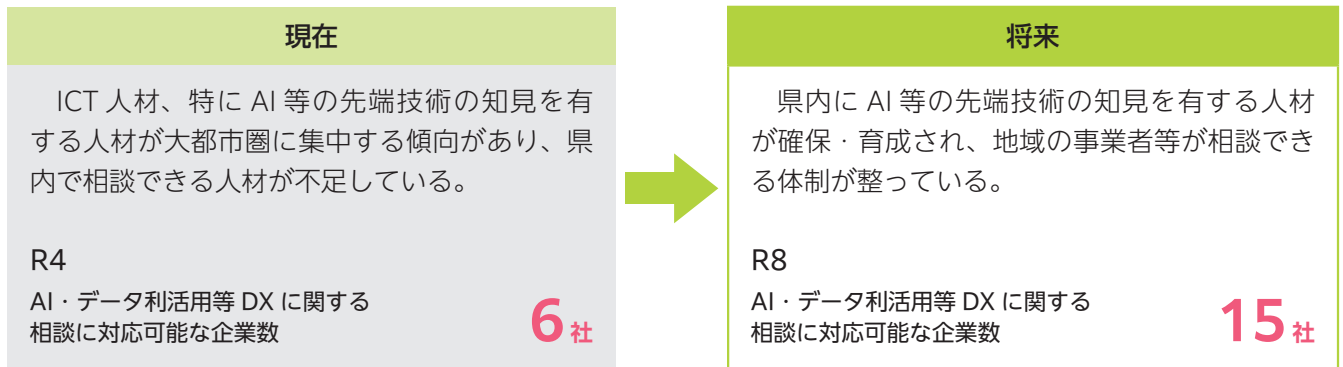 現在
ICT 人材、特に AI 等の先端技術の知見を有
する人材が大都市圏に集中する傾向があり、県
内で相談できる人材が不足している。
R4
AI・データ利活用等 DX に関する
相談に対応可能な企業数
6社
将来
県内に AI 等の先端技術の知見を有する人材
が確保・育成され、地域の事業者等が相談でき
る体制が整っている。
R8
AI・データ利活用等 DX に関する
相談に対応可能な企業数
15社